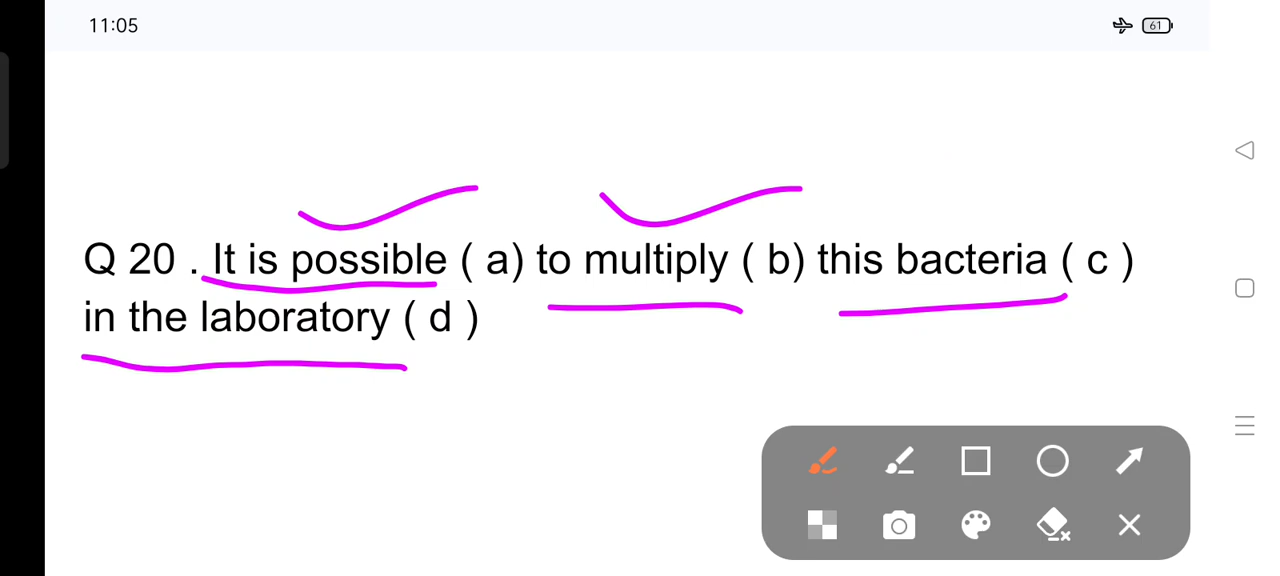 11:05
61
Q 20 . It is possible ( a) to multiply ( b) this bacteria ( c )
in the laboratory ( d )